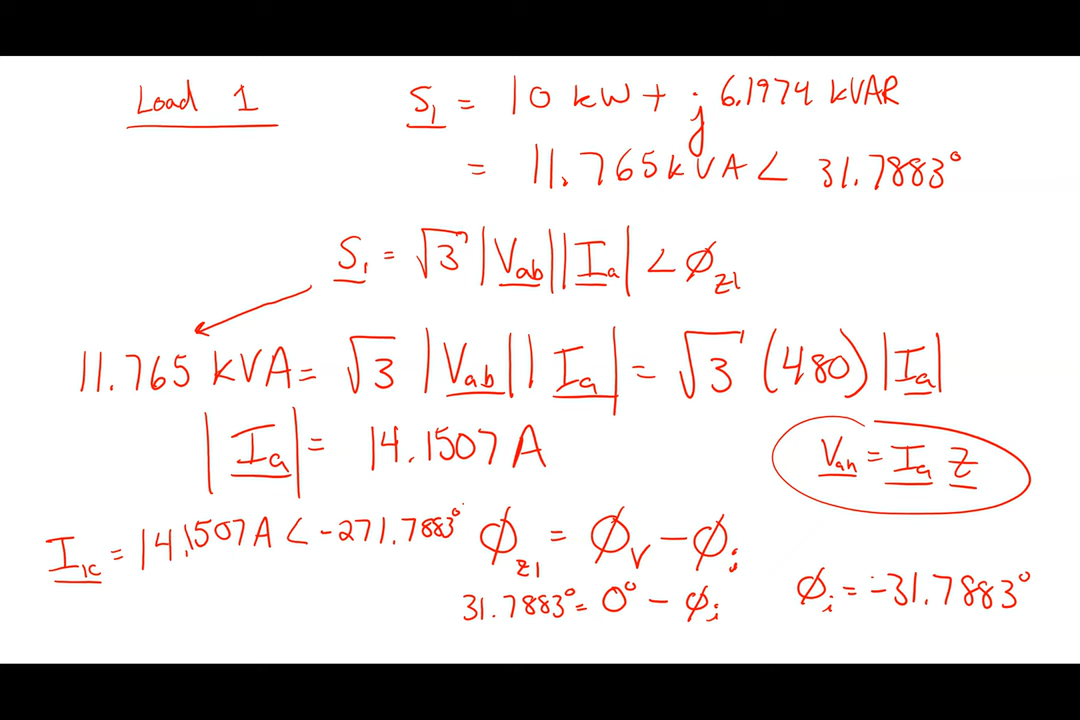 Load 1
S₁ = 10 kW + j 6.1974 kVAR
= 11.765 kVA < 31.7883°
S₁ = √3 |Vab||Ia| < ϕz1
11.765 kVA = √3 |Vab||Ia| = √3 (480) |Ia|
|Ia| = 14.1507 A
Van = Ia Z
I1c = 14.1507 A < -271.7883°
ϕz1 = ϕv - ϕi
31.7883° = 0° - ϕi
ϕi = -31.7883°